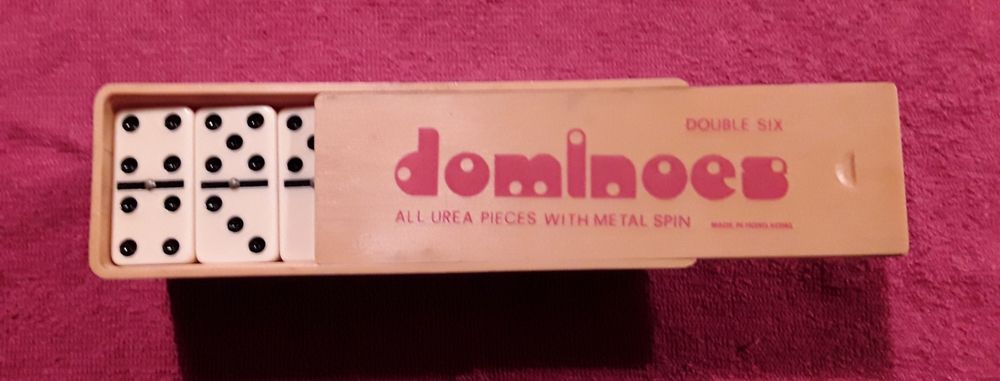 DOUBLE SIX
dominoes
ALL UREA PIECES WITH METAL SPIN
MADE IN HONG KONG